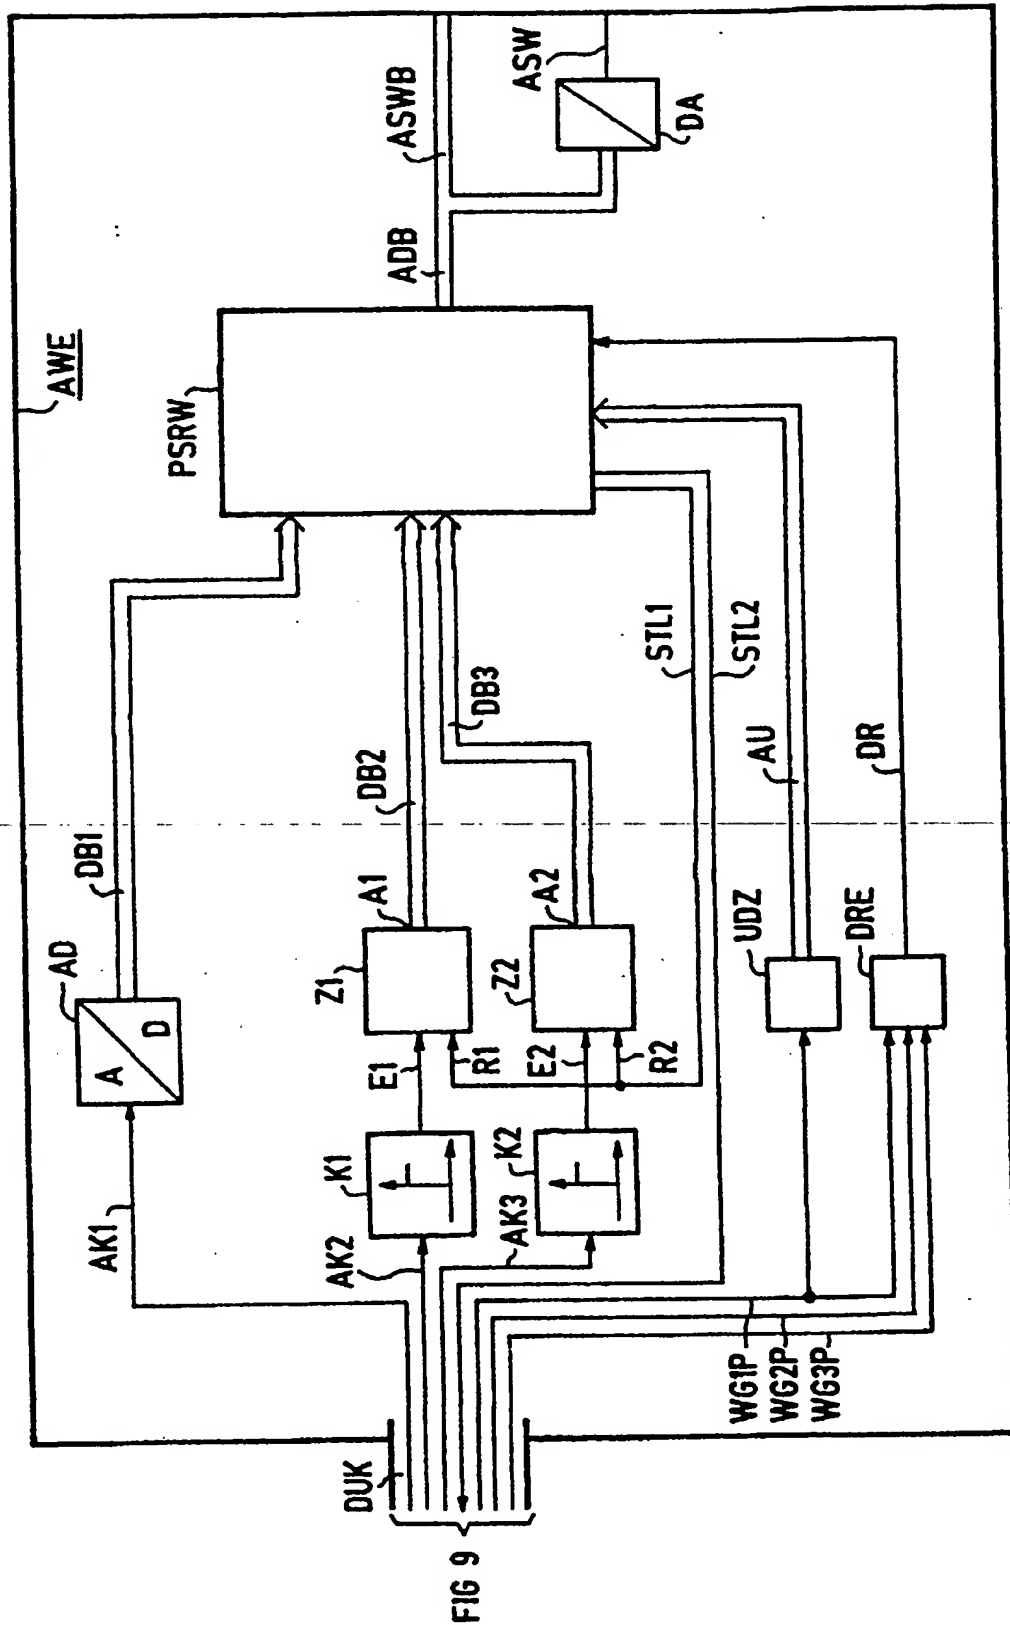 AWE
PSRW
ADB
ASWB
ASW
DA
DB1
AD
A
D
AK1
DB2
DB3
A1
Z1
A2
Z2
E1
R1
E2
R2
K1
K2
AK2
AK3
STL1
STL2
AU
DR
UDZ
DRE
WG1P
WG2P
WG3P
DUK
FIG 9